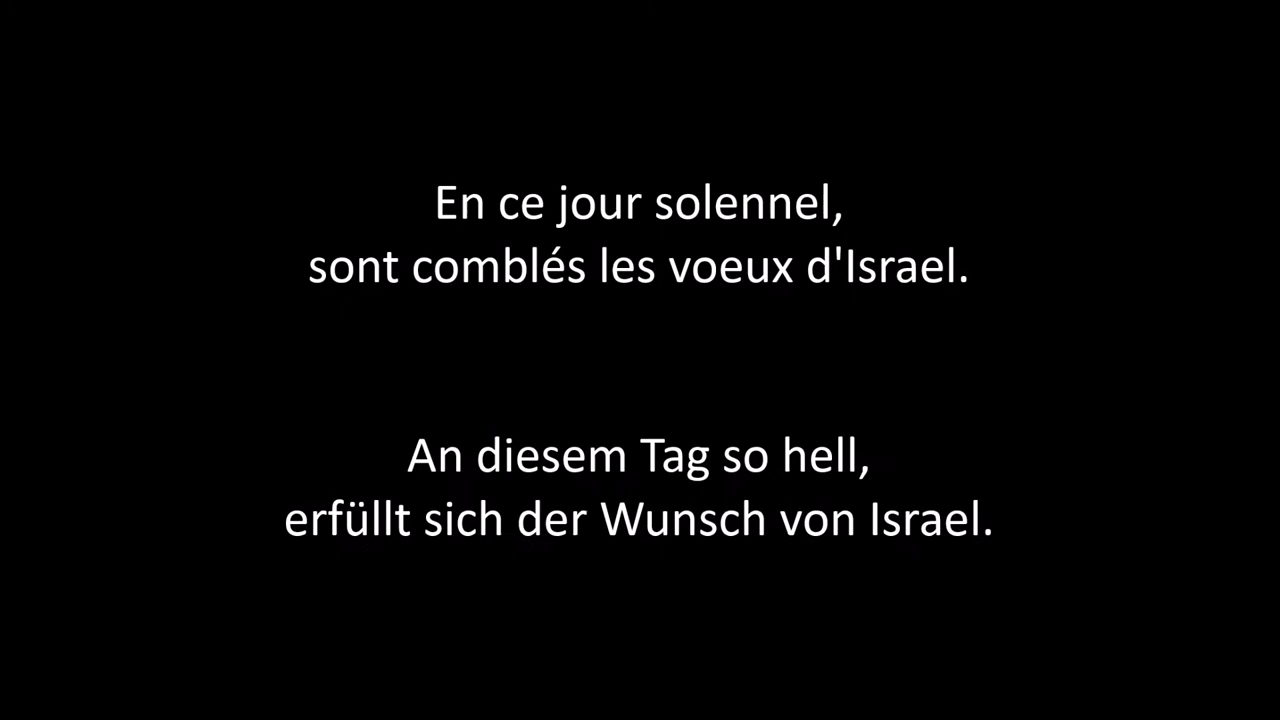 En ce jour solennel,
sont comblés les voeux d'Israel.
An diesem Tag so hell,
erfüllt sich der Wunsch von Israel.